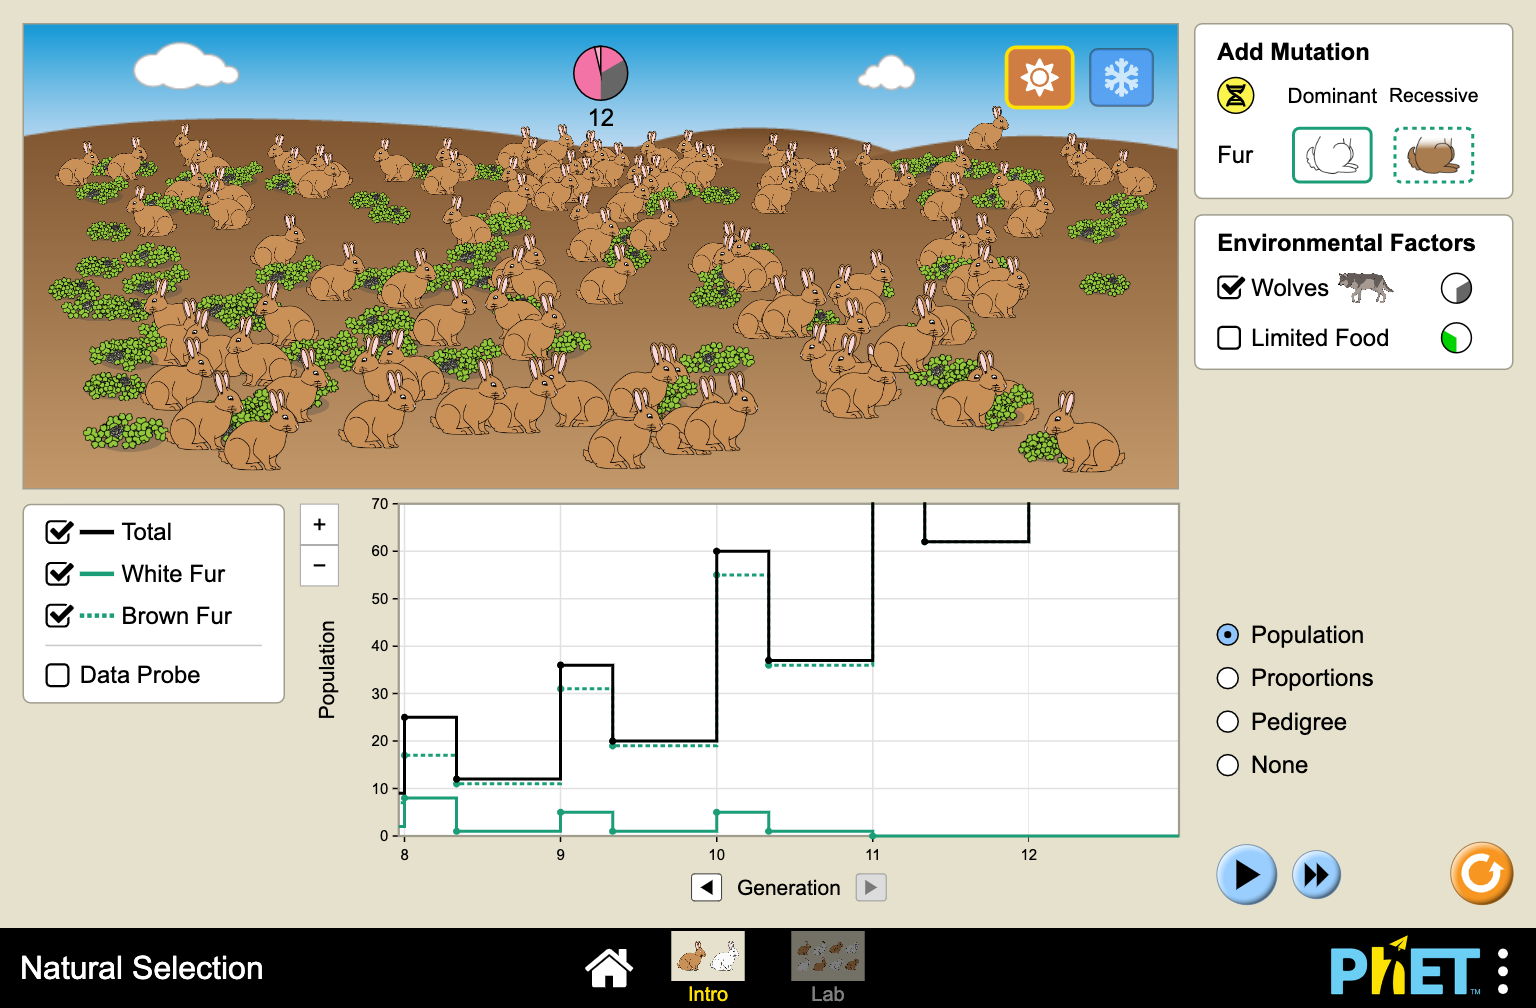 12
Add Mutation
Dominant Recessive
Fur
Environmental Factors
Wolves
Limited Food
Total
White Fur
Brown Fur
Data Probe
+
−
Population
70
60
50
40
30
20
10
0
8 9 10 11 12
Generation
Population
Proportions
Pedigree
None
Natural Selection
Intro
Lab
PhET™